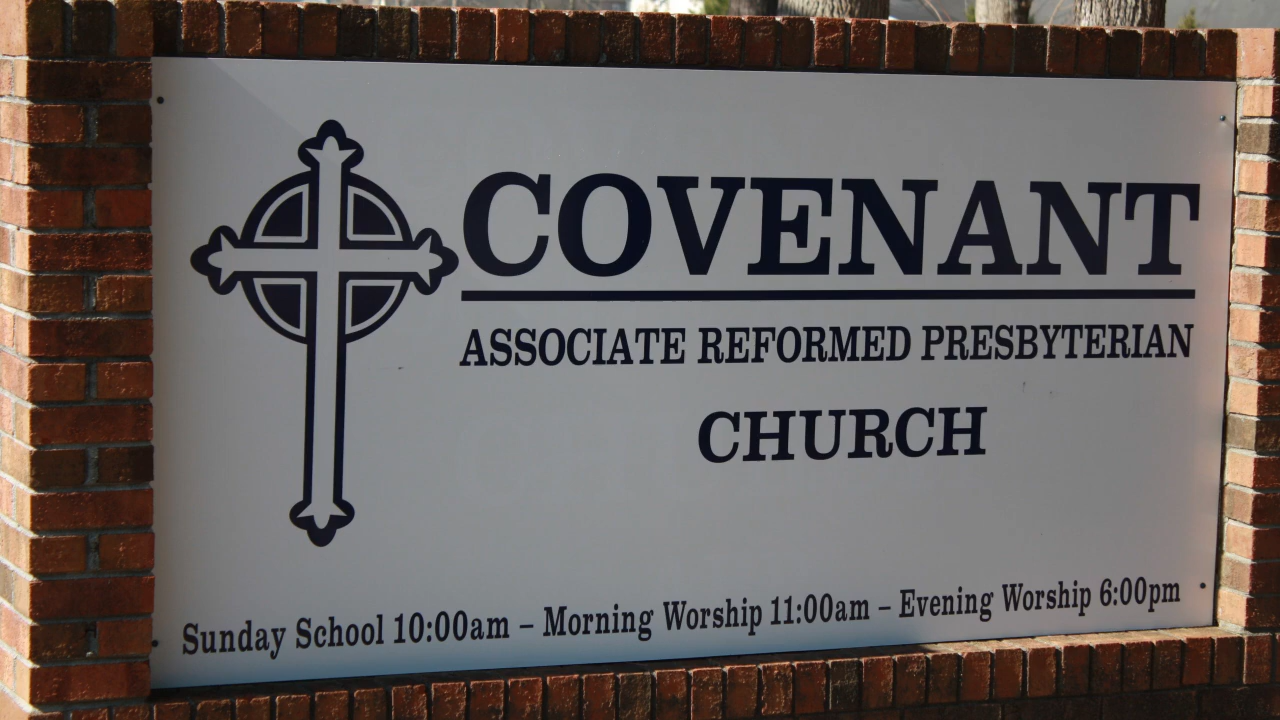 COVENANT
ASSOCIATE REFORMED PRESBYTERIAN
CHURCH
Sunday School 10:00am – Morning Worship 11:00am – Evening Worship 6:00pm